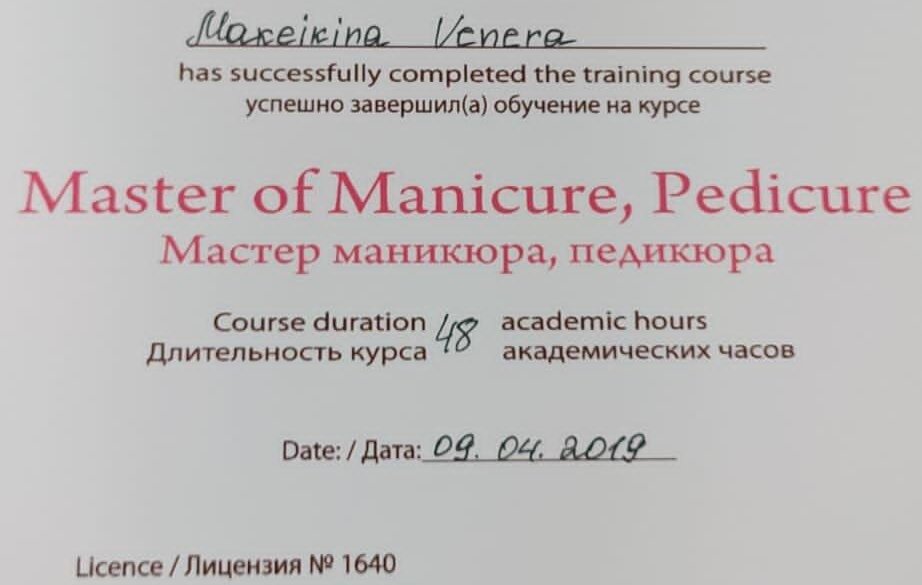 Makeikina Venera
has successfully completed the training course
успешно завершил(а) обучение на курсе
Master of Manicure, Pedicure
Мастер маникюра, педикюра
Course duration 48 academic hours
Длительность курса академических часов
Date: / Дата: 09. 04. 2019
Licence / Лицензия № 1640